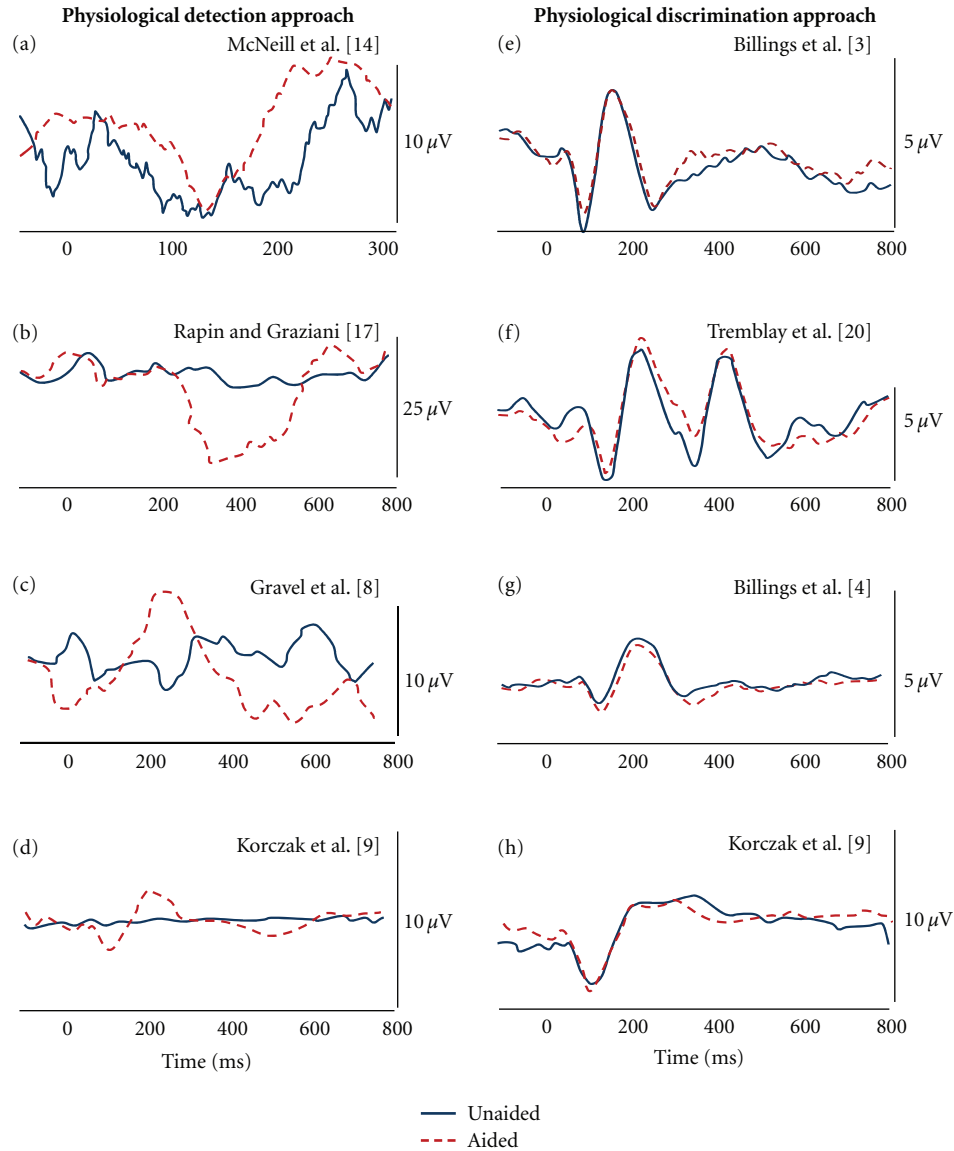 Physiological detection approach
(a)
McNeill et al. [14]
10 μV
0 100 200 300
(b)
Rapin and Graziani [17]
25 μV
0 200 400 600 800
(c)
Gravel et al. [8]
10 μV
0 200 400 600 800
(d)
Korczak et al. [9]
10 μV
0 200 400 600 800
Time (ms)
Physiological discrimination approach
(e)
Billings et al. [3]
5 μV
0 200 400 600 800
(f)
Tremblay et al. [20]
5 μV
0 200 400 600 800
(g)
Billings et al. [4]
5 μV
0 200 400 600 800
(h)
Korczak et al. [9]
10 μV
0 200 400 600 800
Time (ms)
Unaided
Aided